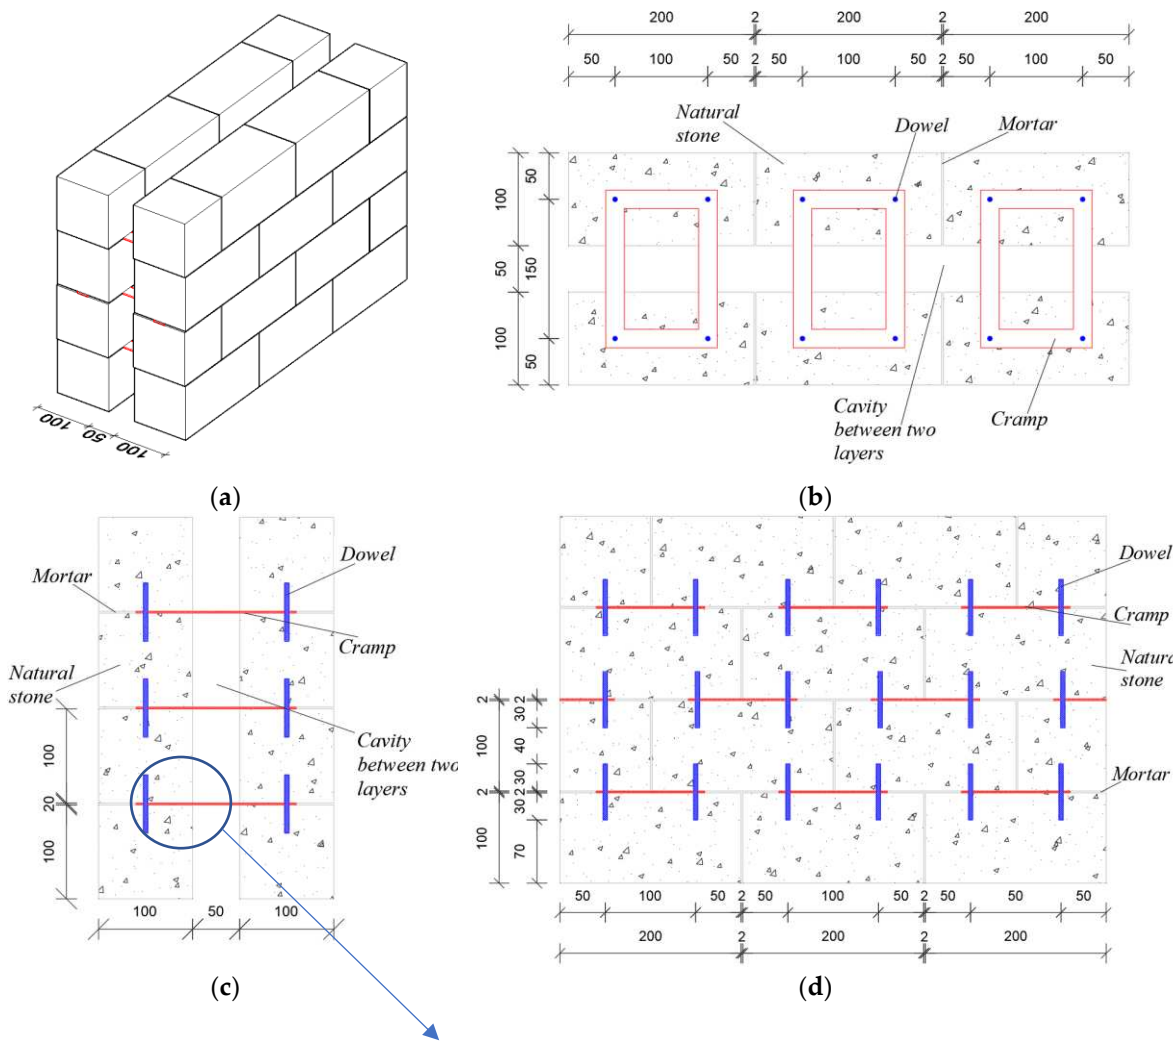 200 2 200 2 200
50 100 50 2 50 100 50 2 50 100 50
Natural
stone
Dowel
Mortar
100 50 100
50 150 50
Cavity
between two
layers
Cramp
100 50 100
(a)
(b)
Dowel
Mortar
Cramp
Natural
stone
Cavity
between two
layers
100 20 100
100 50 100
(c)
Dowel
Cramp
Natura
stone
Mortar
2 100 2 100
2 30 40 30 2 30 70
50 100 50 2 50 100 50 2 50 50 50
200 2 200 2 200
(d)